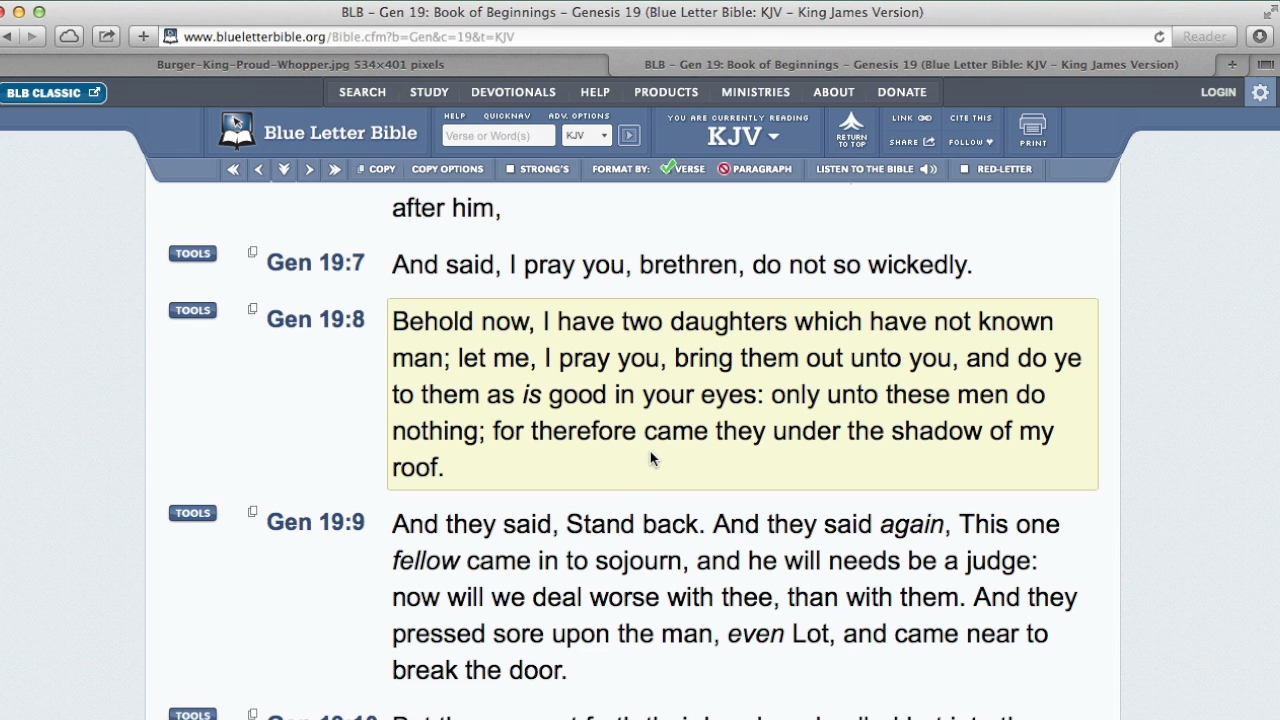 BLB – Gen 19: Book of Beginnings – Genesis 19 (Blue Letter Bible: KJV – King James Version)
www.blueletterbible.org/Bible.cfm?b=Gen&c=19&t=KJV
Reader
Burger-King-Proud-Whopper.jpg 534×401 pixels
BLB – Gen 19: Book of Beginnings – Genesis 19 (Blue Letter Bible: KJV – King James Version)
BLB CLASSIC
SEARCH STUDY DEVOTIONALS HELP PRODUCTS MINISTRIES ABOUT DONATE
LOGIN
Blue Letter Bible
HELP QUICKNAV ADV. OPTIONS
Verse or Word(s)
KJV
YOU ARE CURRENTLY READING
KJV
RETURN
TO TOP
LINK CITE THIS
SHARE FOLLOW
PRINT
COPY COPY OPTIONS STRONG'S FORMAT BY: VERSE PARAGRAPH LISTEN TO THE BIBLE RED-LETTER
after him,
TOOLS
Gen 19:7
And said, I pray you, brethren, do not so wickedly.
TOOLS
Gen 19:8
Behold now, I have two daughters which have not known
man; let me, I pray you, bring them out unto you, and do ye
to them as is good in your eyes: only unto these men do
nothing; for therefore came they under the shadow of my
roof.
TOOLS
Gen 19:9
And they said, Stand back. And they said again, This one
fellow came in to sojourn, and he will needs be a judge:
now will we deal worse with thee, than with them. And they
pressed sore upon the man, even Lot, and came near to
break the door.
TOOLS
Gen 19:10